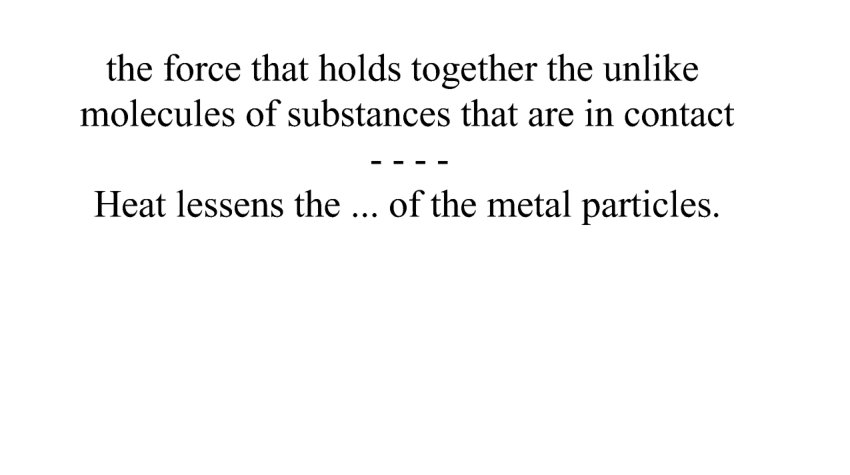 the force that holds together the unlike
molecules of substances that are in contact
- - - -
Heat lessens the ... of the metal particles.